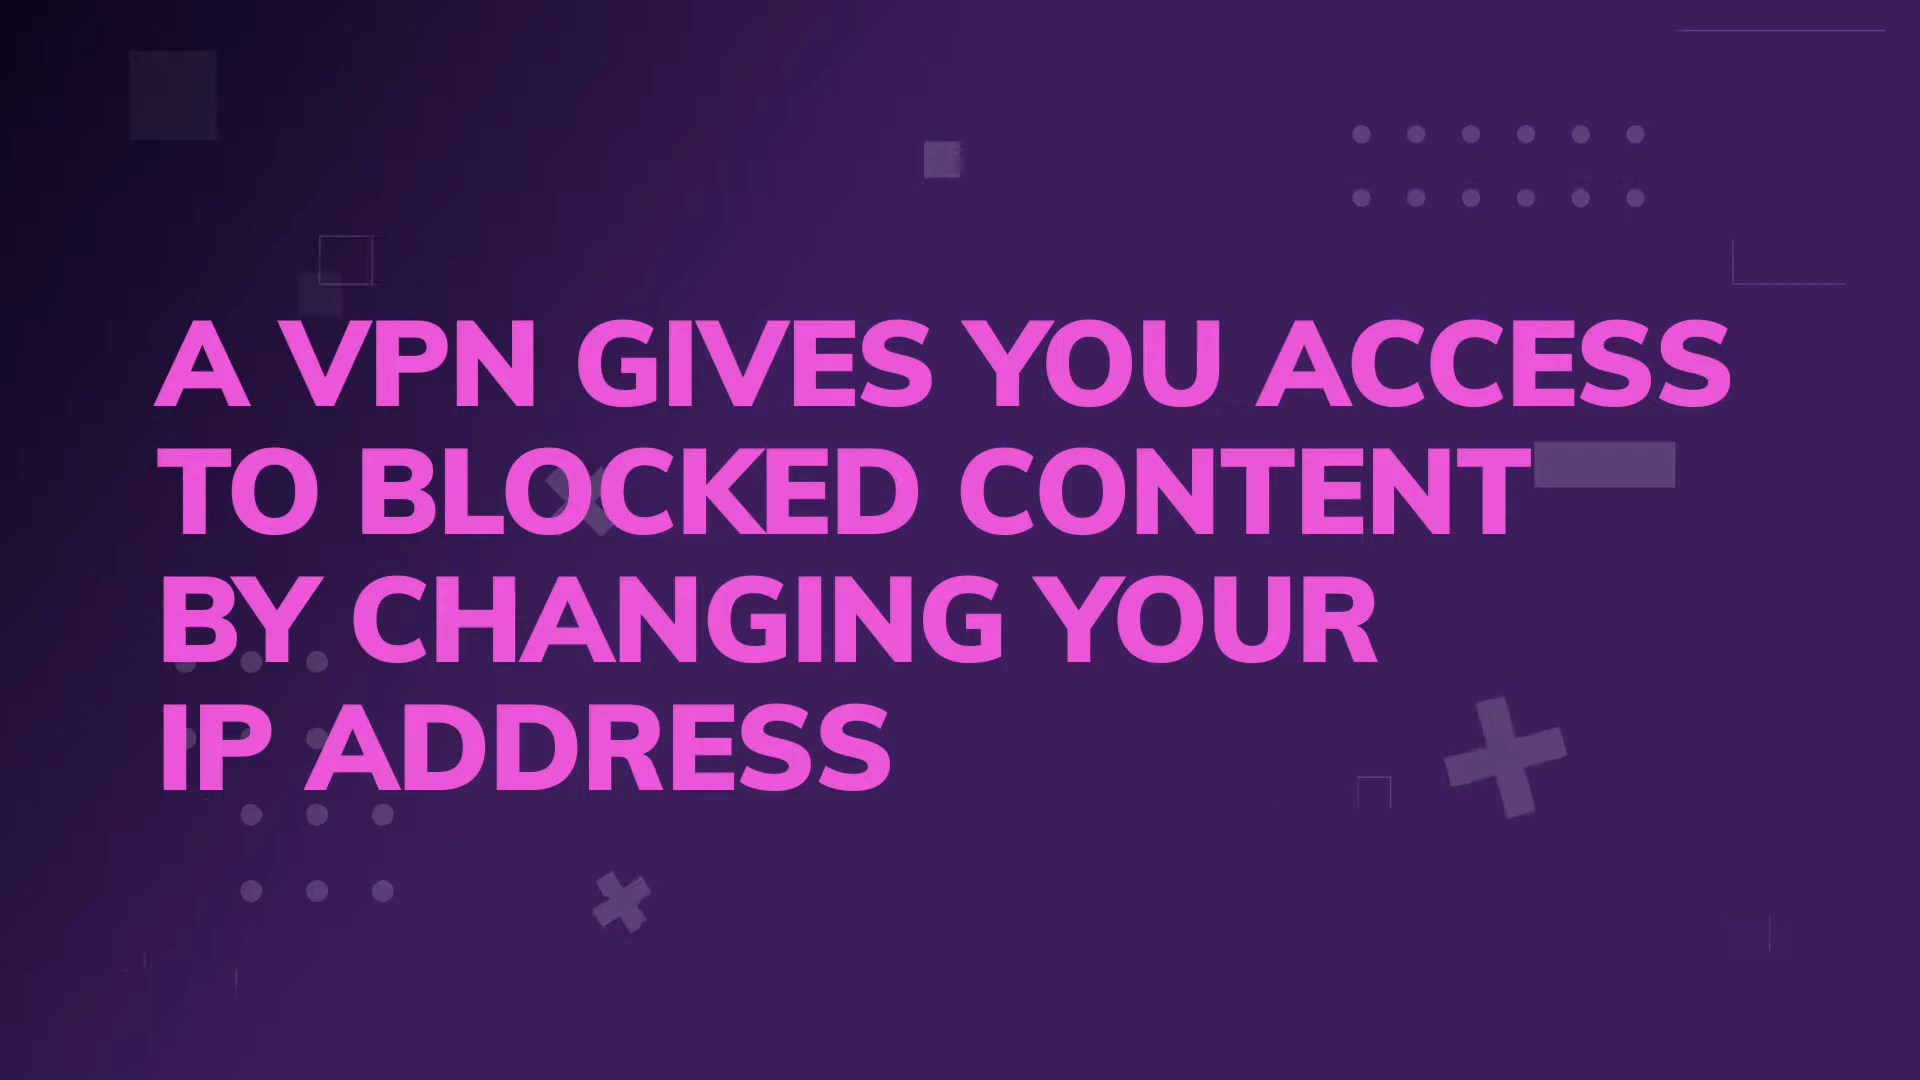 A VPN GIVES YOU ACCESS
TO BLOCKED CONTENT
BY CHANGING YOUR
IP ADDRESS